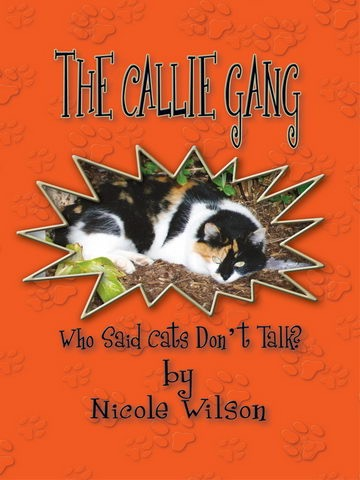 THE CALLIE GANG
Who Said Cats Don't Talk?
by
Nicole Wilson